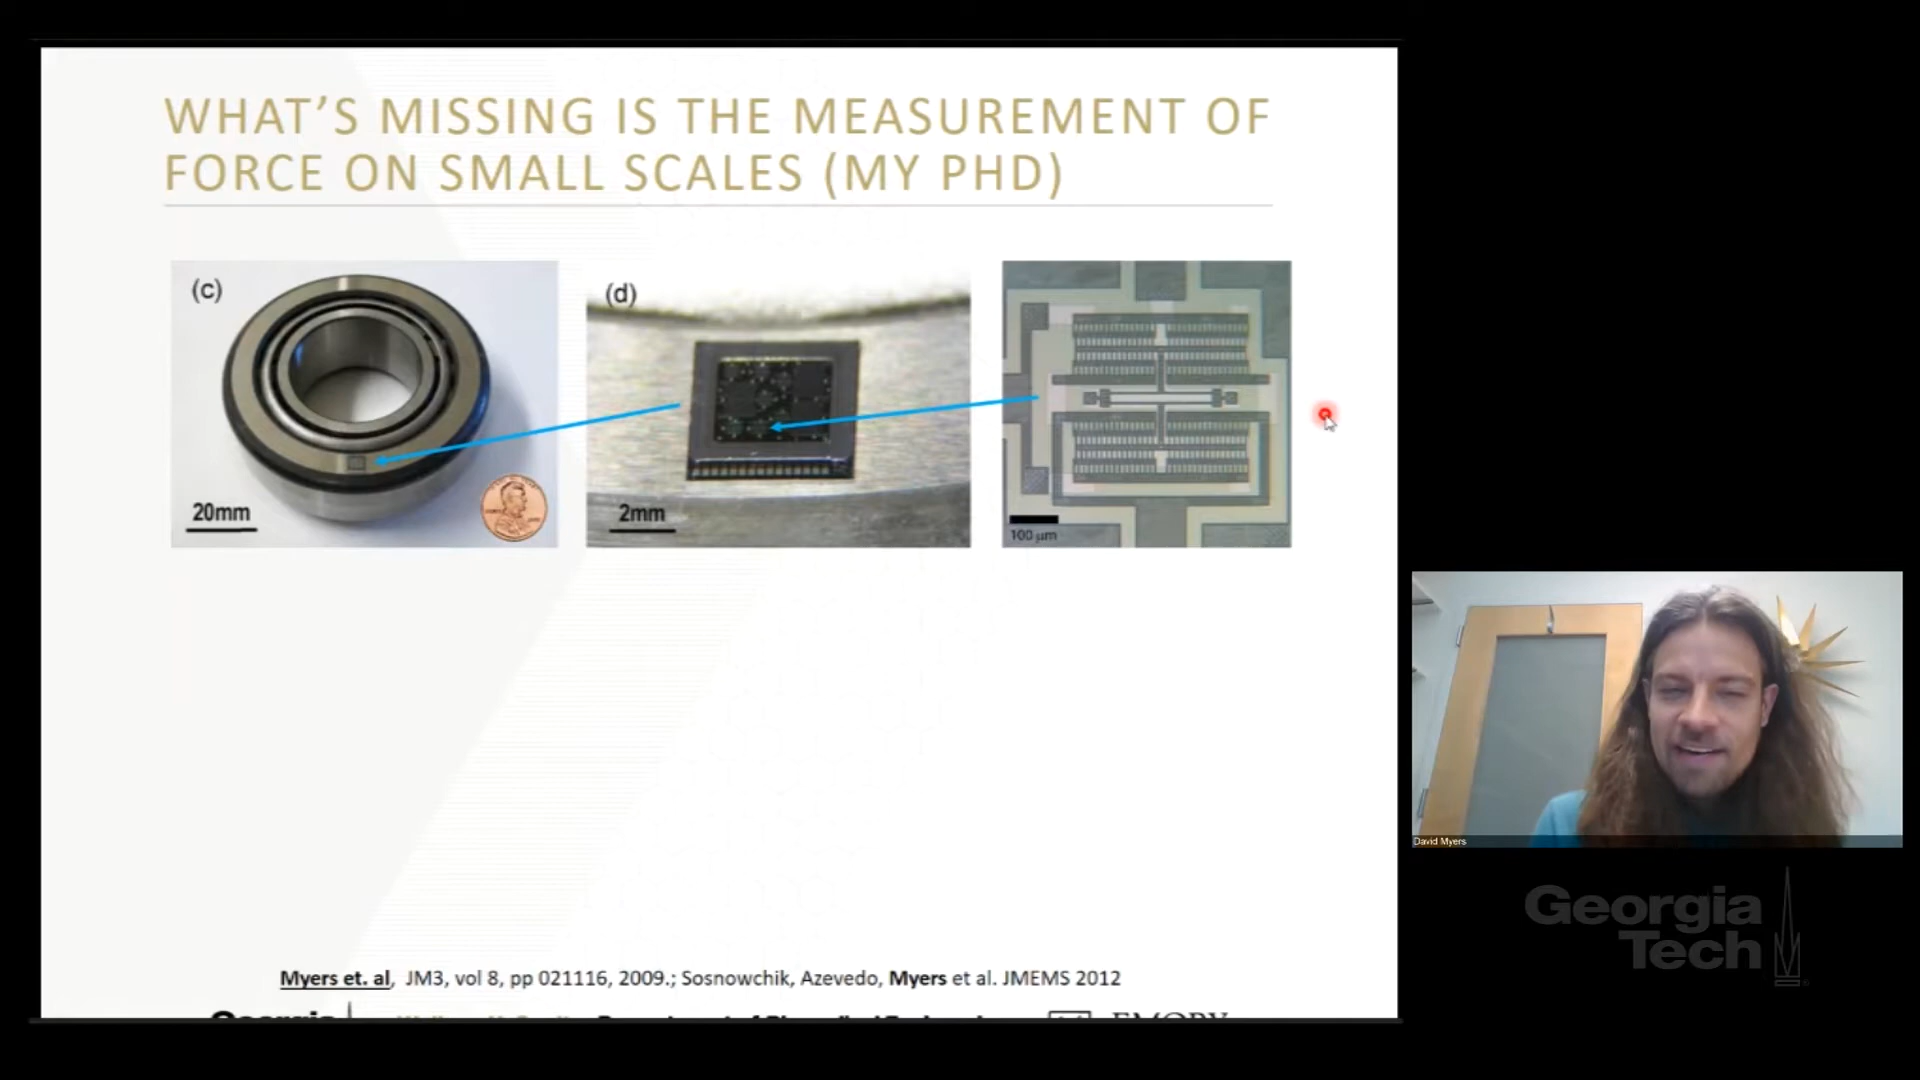 WHAT'S MISSING IS THE MEASUREMENT OF
FORCE ON SMALL SCALES (MY PHD)
(c)
20mm
(d)
2mm
100 µm
Myers et. al, JM3, vol 8, pp 021116, 2009.; Sosnowchik, Azevedo, Myers et al. JMEMS 2012
Georgia
EMORY
David Myers
Georgia
Tech